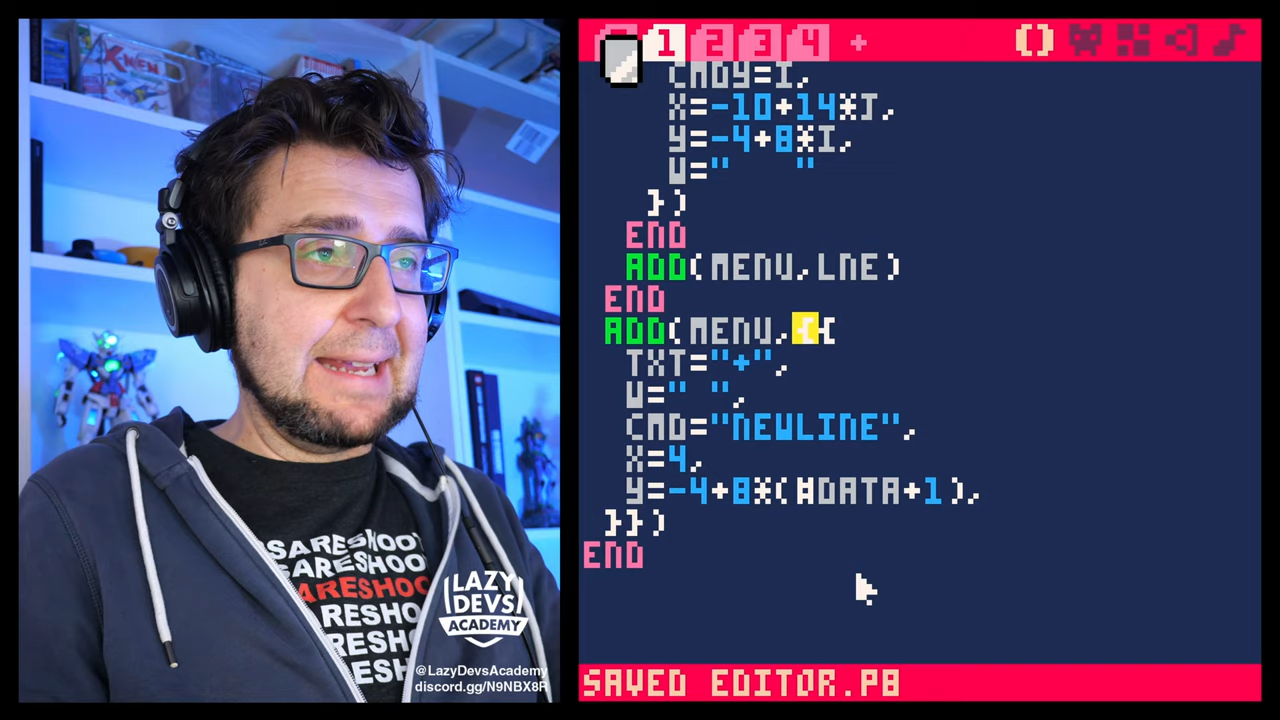 1 2 3 4 +
CMDY=I,
X=-10+14*J,
Y=-4+8*I,
W="    "
})
END
ADD(MENU,LNE)
END
ADD(MENU,{{
TXT="+",
W=" ",
CMD="NEWLINE",
X=4,
Y=-4+8*(#DATA+1),
}})
END
SAVED EDITOR.P8
LAZY
DEVS
ACADEMY
@LazyDevsAcademy
discord.gg/N9NBX8R